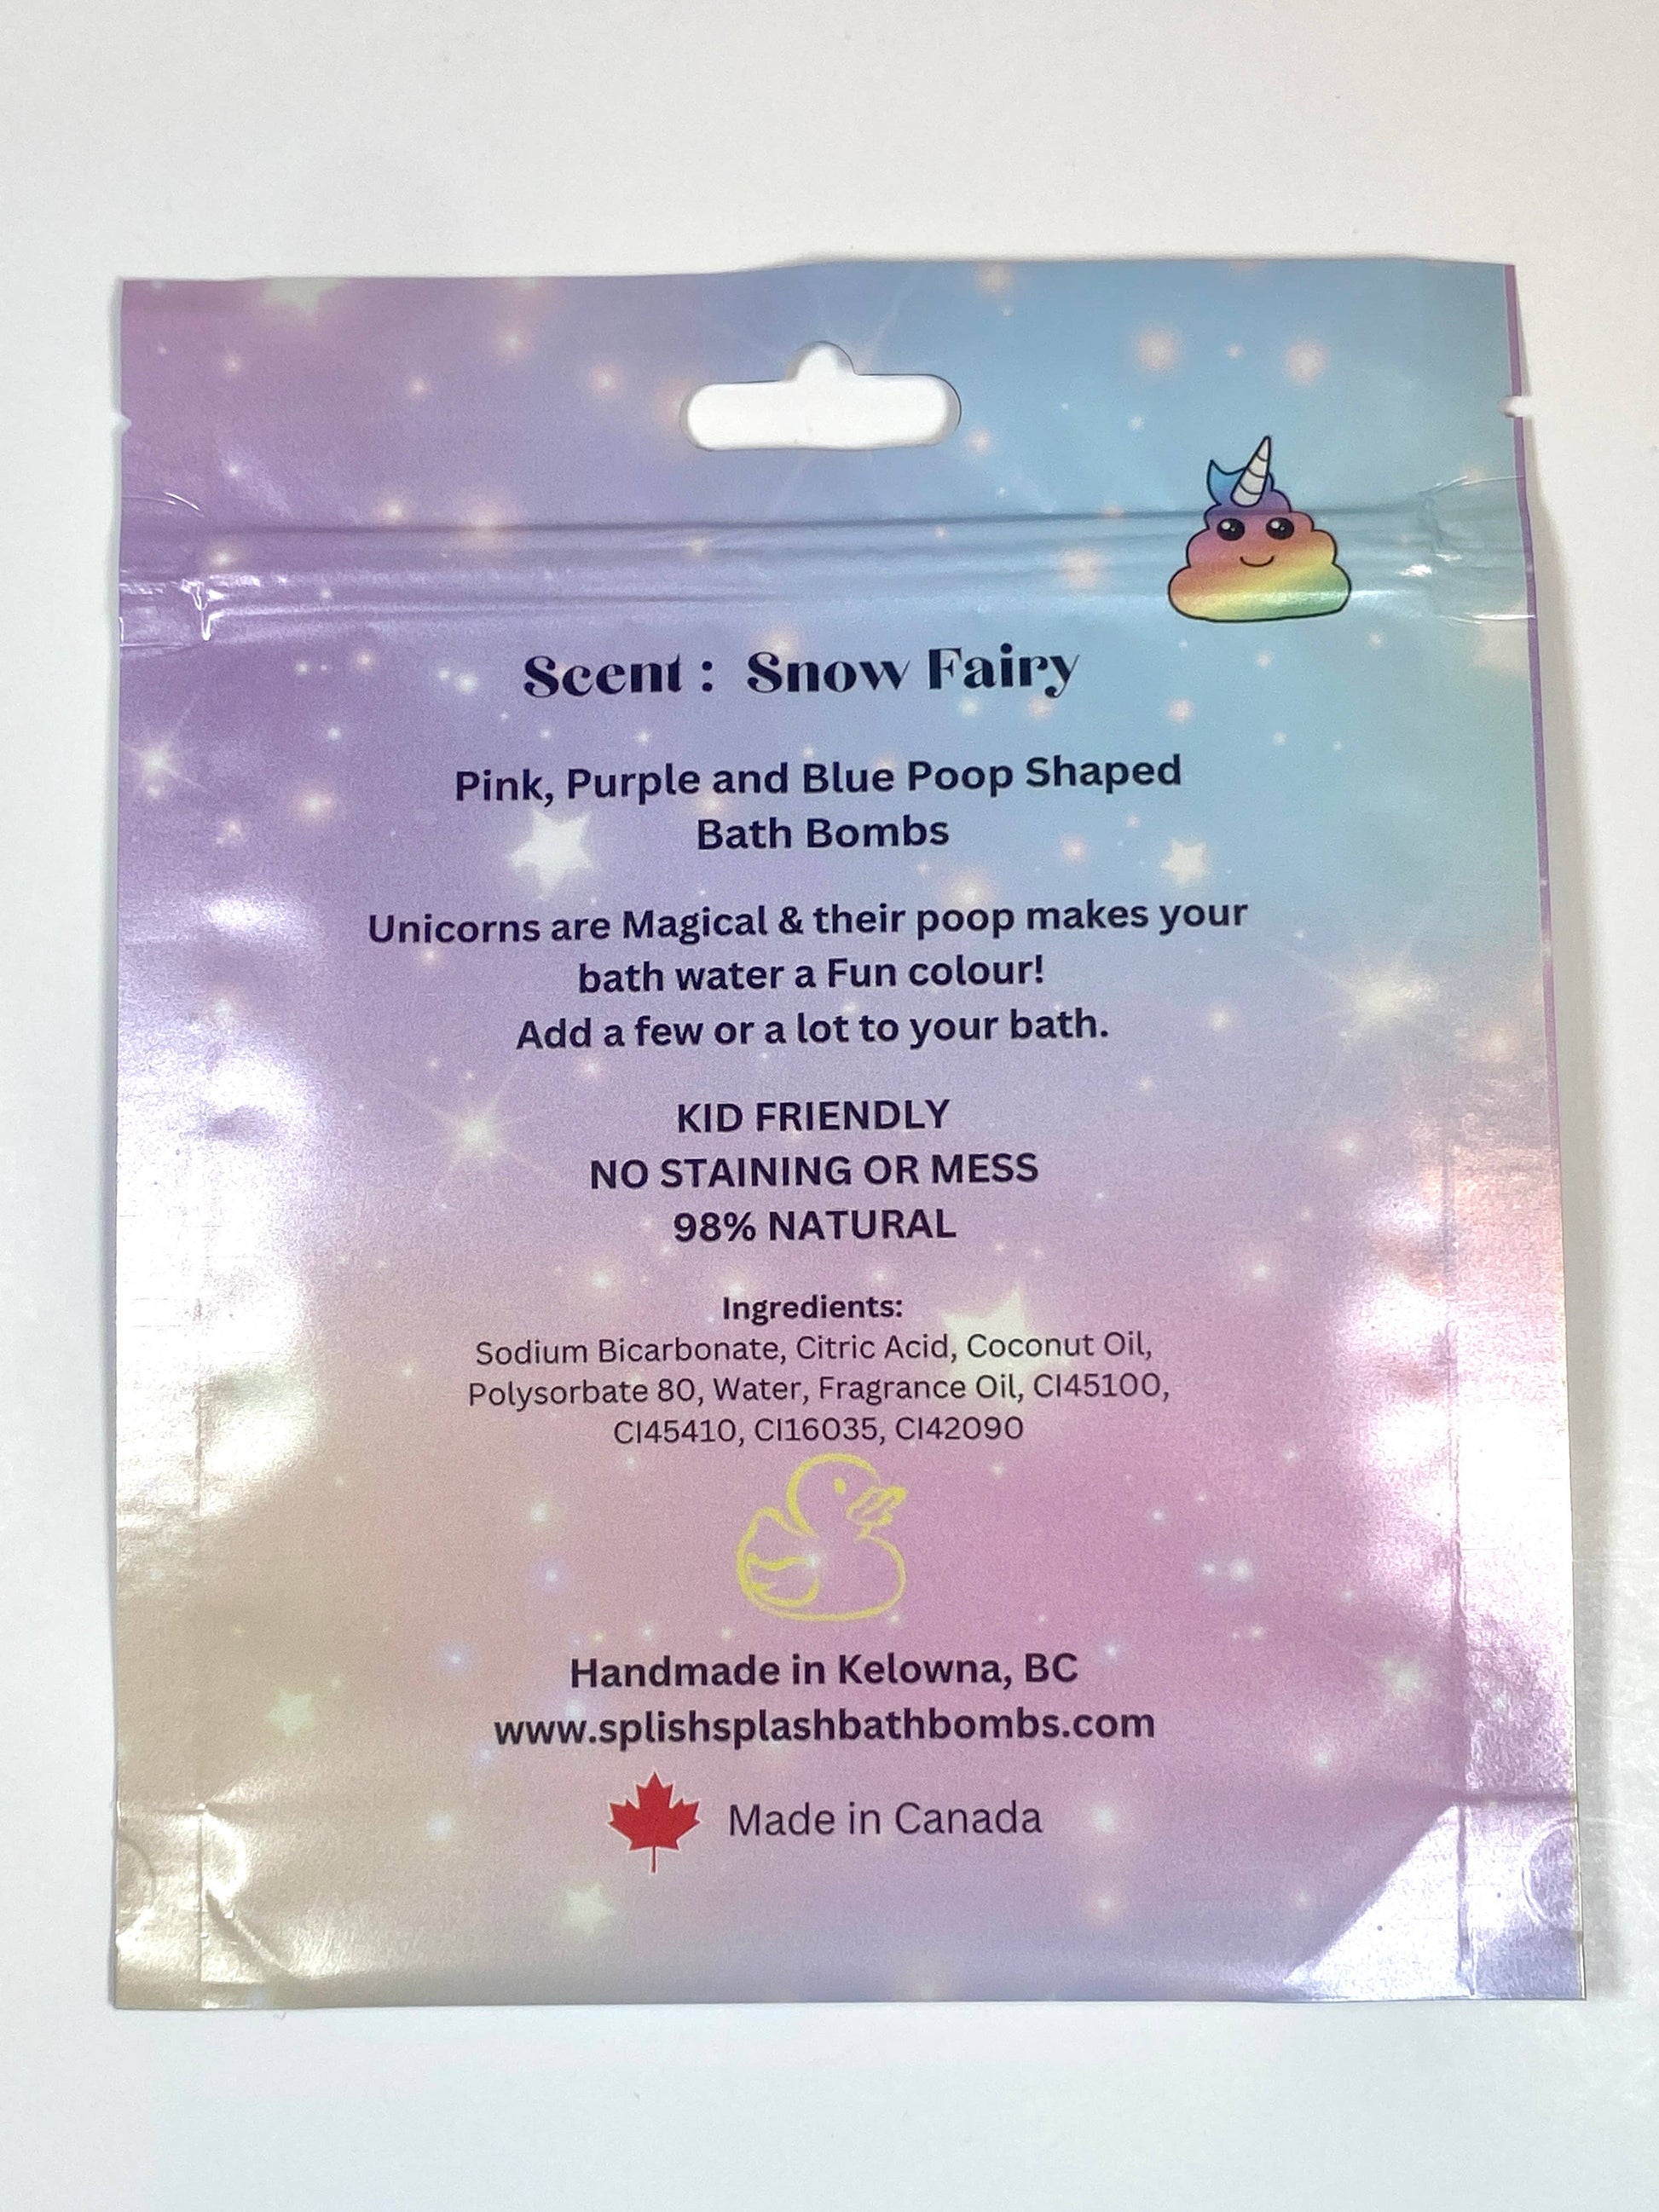 Scent : Snow Fairy
Pink, Purple and Blue Poop Shaped
Bath Bombs
Unicorns are Magical & their poop makes your
bath water a Fun colour!
Add a few or a lot to your bath.
KID FRIENDLY
NO STAINING OR MESS
98% NATURAL
Ingredients:
Sodium Bicarbonate, Citric Acid, Coconut Oil,
Polysorbate 80, Water, Fragrance Oil, CI45100,
CI45410, CI16035, CI42090
Handmade in Kelowna, BC
www.splishsplashbathbombs.com
Made in Canada